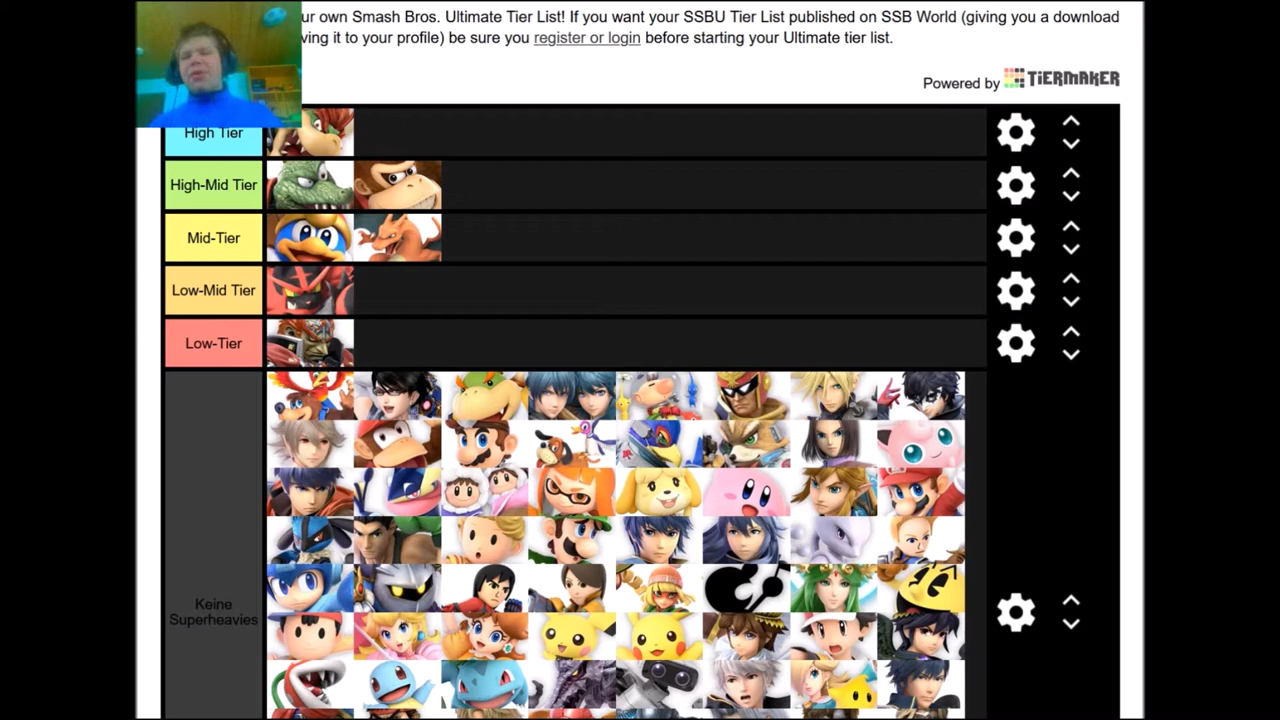 ur own Smash Bros. Ultimate Tier List! If you want your SSBU Tier List published on SSB World (giving you a download
ving it to your profile) be sure you register or login before starting your Ultimate tier list.
Powered by TIERMAKER
High Tier
High-Mid Tier
Mid-Tier
Low-Mid Tier
Low-Tier
Keine
Superheavies